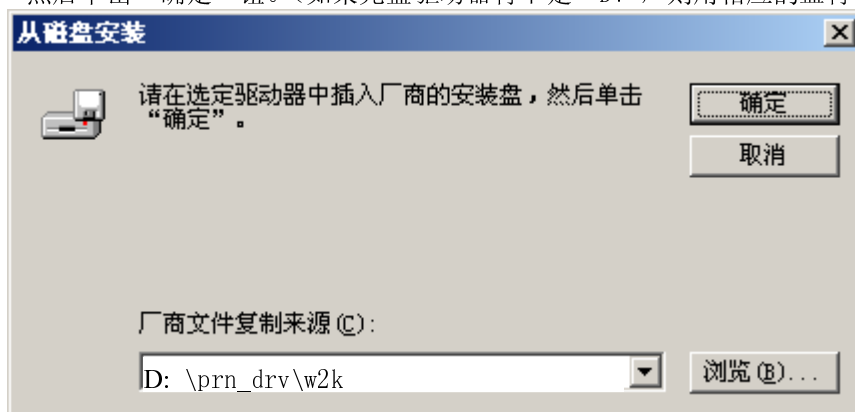 从磁盘安装
请在选定驱动器中插入厂商的安装盘，然后单击
“确定”。
确定
取消
厂商文件复制来源(C):
D: \prn_drv\w2k
浏览(B)...